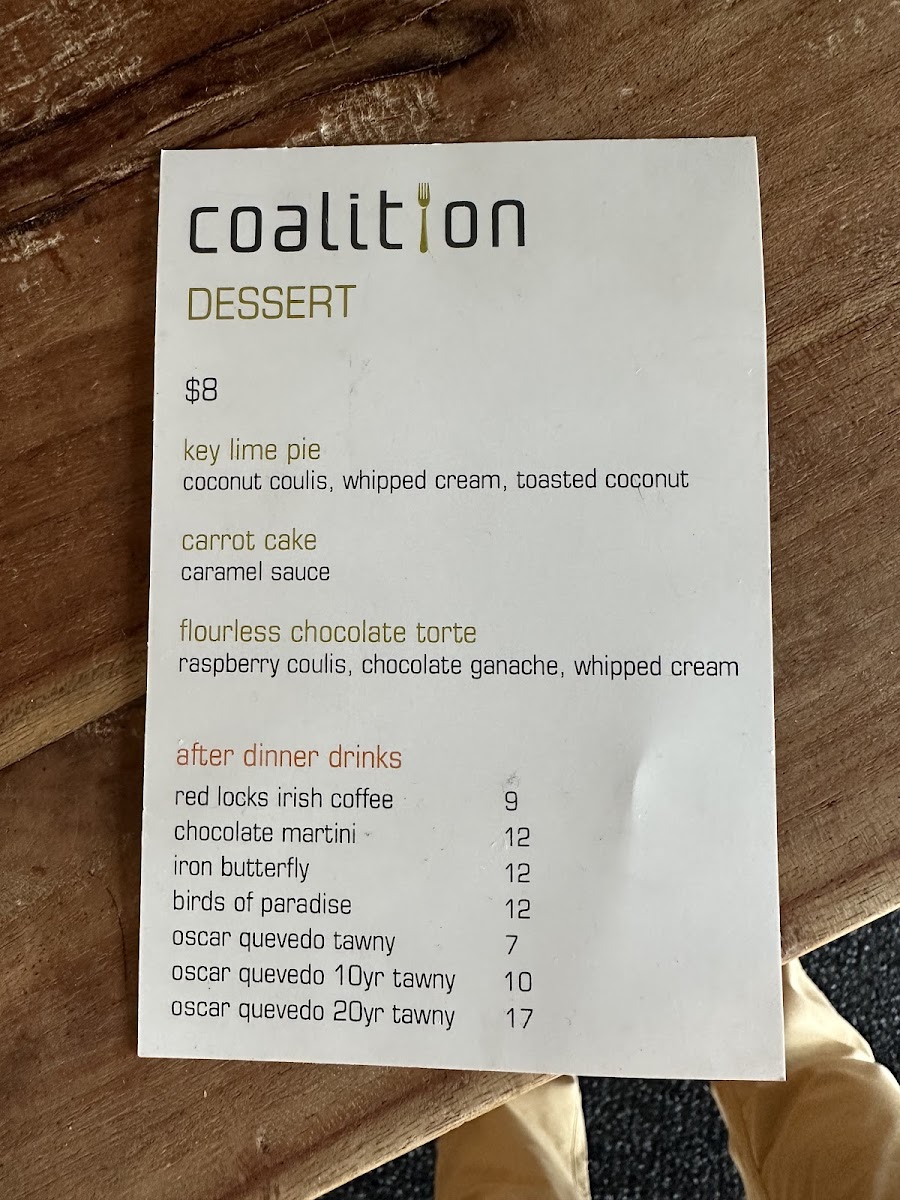 coalition
DESSERT
$8
key lime pie
coconut coulis, whipped cream, toasted coconut
carrot cake
caramel sauce
flourless chocolate torte
raspberry coulis, chocolate ganache, whipped cream
after dinner drinks
red locks irish coffee 9
chocolate martini 12
iron butterfly 12
birds of paradise 12
oscar quevedo tawny 7
oscar quevedo 10yr tawny 10
oscar quevedo 20yr tawny 17